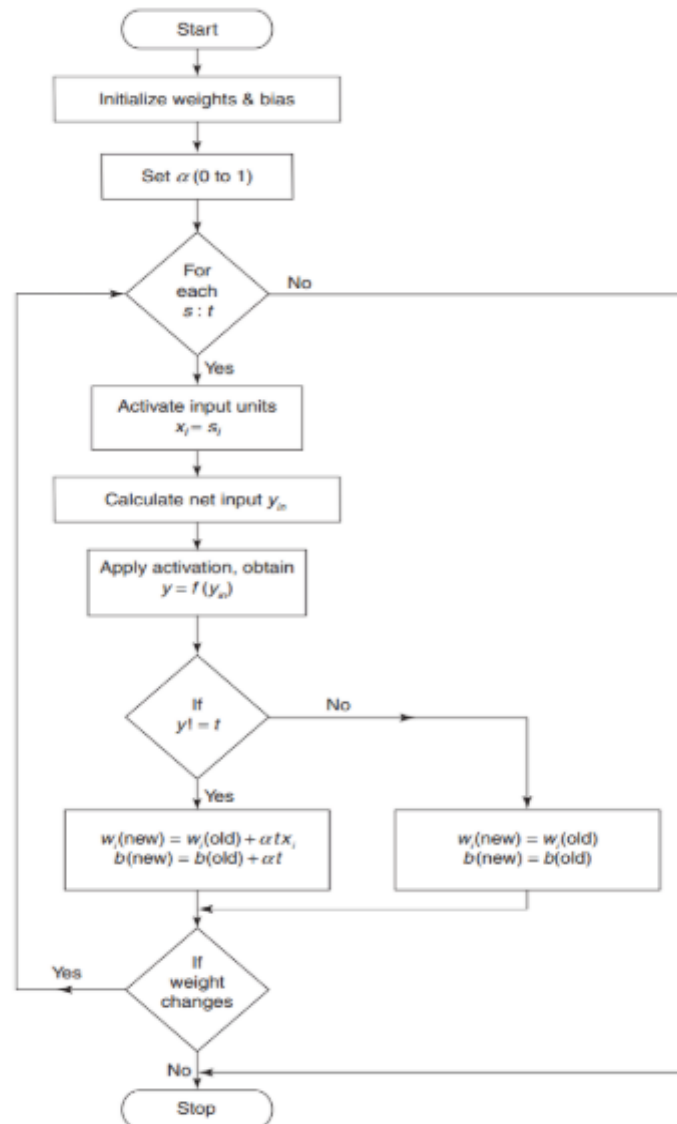 Start
Initialize weights & bias
Set α (0 to 1)
For
each
s : t
No
Yes
Activate input units
xᵢ = sᵢ
Calculate net input yᵢₙ
Apply activation, obtain
y = f (yᵢₙ)
If
y! = t
No
Yes
wᵢ(new) = wᵢ(old) + α txᵢ
b(new) = b(old) + α t
wᵢ(new) = wᵢ(old)
b(new) = b(old)
If
weight
changes
Yes
No
Stop